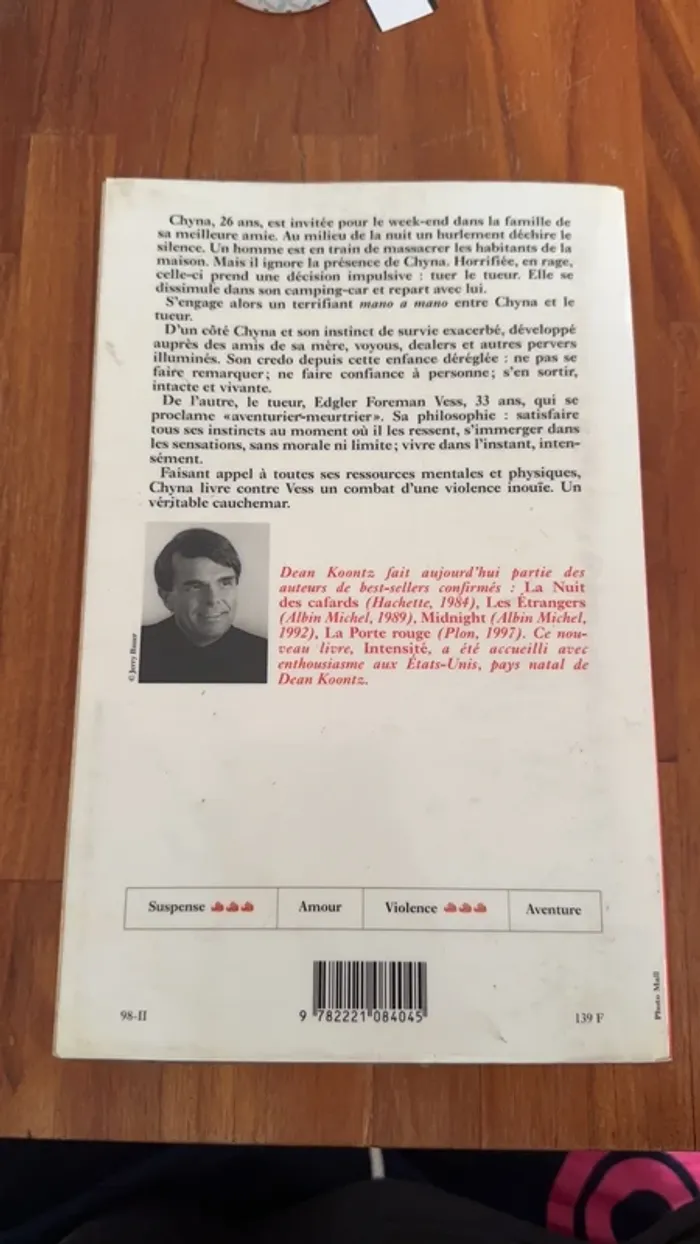 Chyna, 26 ans, est invitée pour le week-end dans la famille de
sa meilleure amie. Au milieu de la nuit un hurlement déchire le
silence. Un homme est en train de massacrer les habitants de la
maison. Mais il ignore la présence de Chyna. Horrifiée, en rage,
celle-ci prend une décision impulsive : tuer le tueur. Elle se
dissimule dans son camping-car et repart avec lui.
S'engage alors un terrifiant mano a mano entre Chyna et le
tueur.
D'un côté Chyna et son instinct de survie exacerbé, développé
auprès des amis de sa mère, voyous, dealers et autres pervers
illuminés. Son credo depuis cette enfance déréglée : ne pas se
faire remarquer ; ne faire confiance à personne ; s'en sortir,
intacte et vivante.
De l'autre, le tueur, Edgler Foreman Vess, 33 ans, qui se
proclame «aventurier-meurtrier». Sa philosophie : satisfaire
tous ses instincts au moment où il les ressent, s'immerger dans
les sensations, sans morale ni limite ; vivre dans l'instant, inten-
sément.
Faisant appel à toutes ses ressources mentales et physiques,
Chyna livre contre Vess un combat d'une violence inouïe. Un
véritable cauchemar.
© Jerry Bauer
Dean Koontz fait aujourd'hui partie des
auteurs de best-sellers confirmés : La Nuit
des cafards (Hachette, 1984), Les Étrangers
(Albin Michel, 1989), Midnight (Albin Michel,
1992), La Porte rouge (Plon, 1997). Ce nou-
veau livre, Intensité, a été accueilli avec
enthousiasme aux États-Unis, pays natal de
Dean Koontz.
Suspense Amour Violence Aventure
98-II
9 782221 084045
139 F
Photo Mall